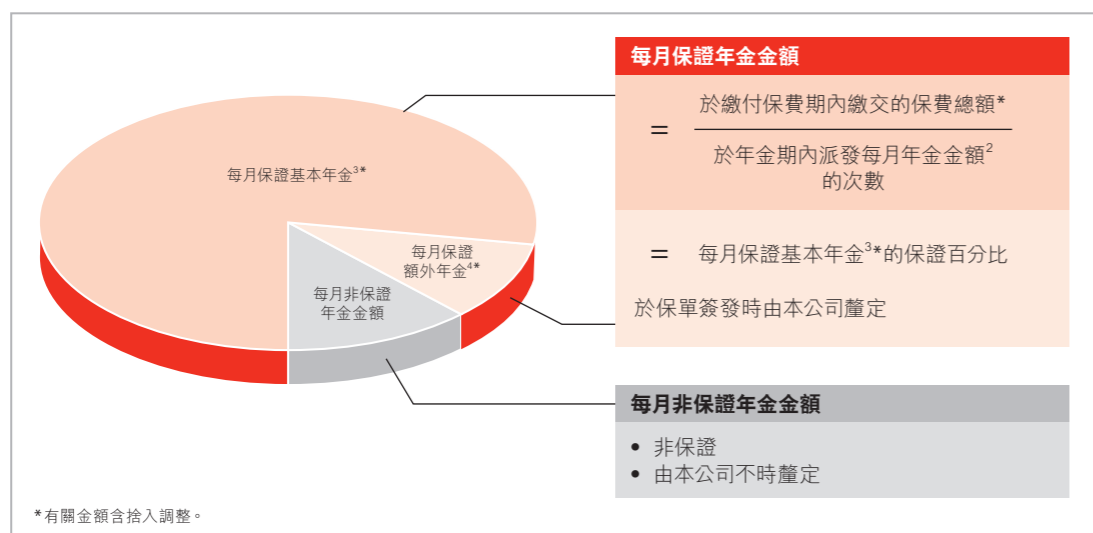 每月保證年金金額
每月保證基本年金³*
= 於繳付保費期內繳交的保費總額*
於年金期內派發每月年金金額²
的次數
每月保證
額外年金⁴*
= 每月保證基本年金³*的保證百分比
於保單簽發時由本公司釐定
每月非保證
年金金額
每月非保證年金金額
• 非保證
• 由本公司不時釐定
*有關金額含捨入調整。